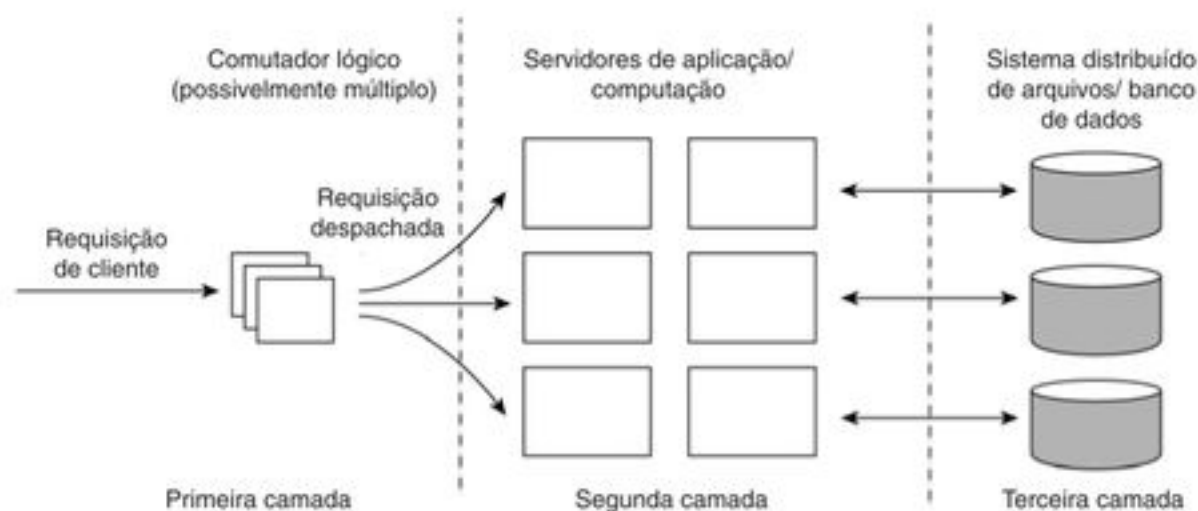 Comutador lógico
(possivelmente múltiplo)
Servidores de aplicação/
computação
Sistema distribuído
de arquivos/ banco
de dados
Requisição
de cliente
Requisição
despachada
Primeira camada
Segunda camada
Terceira camada